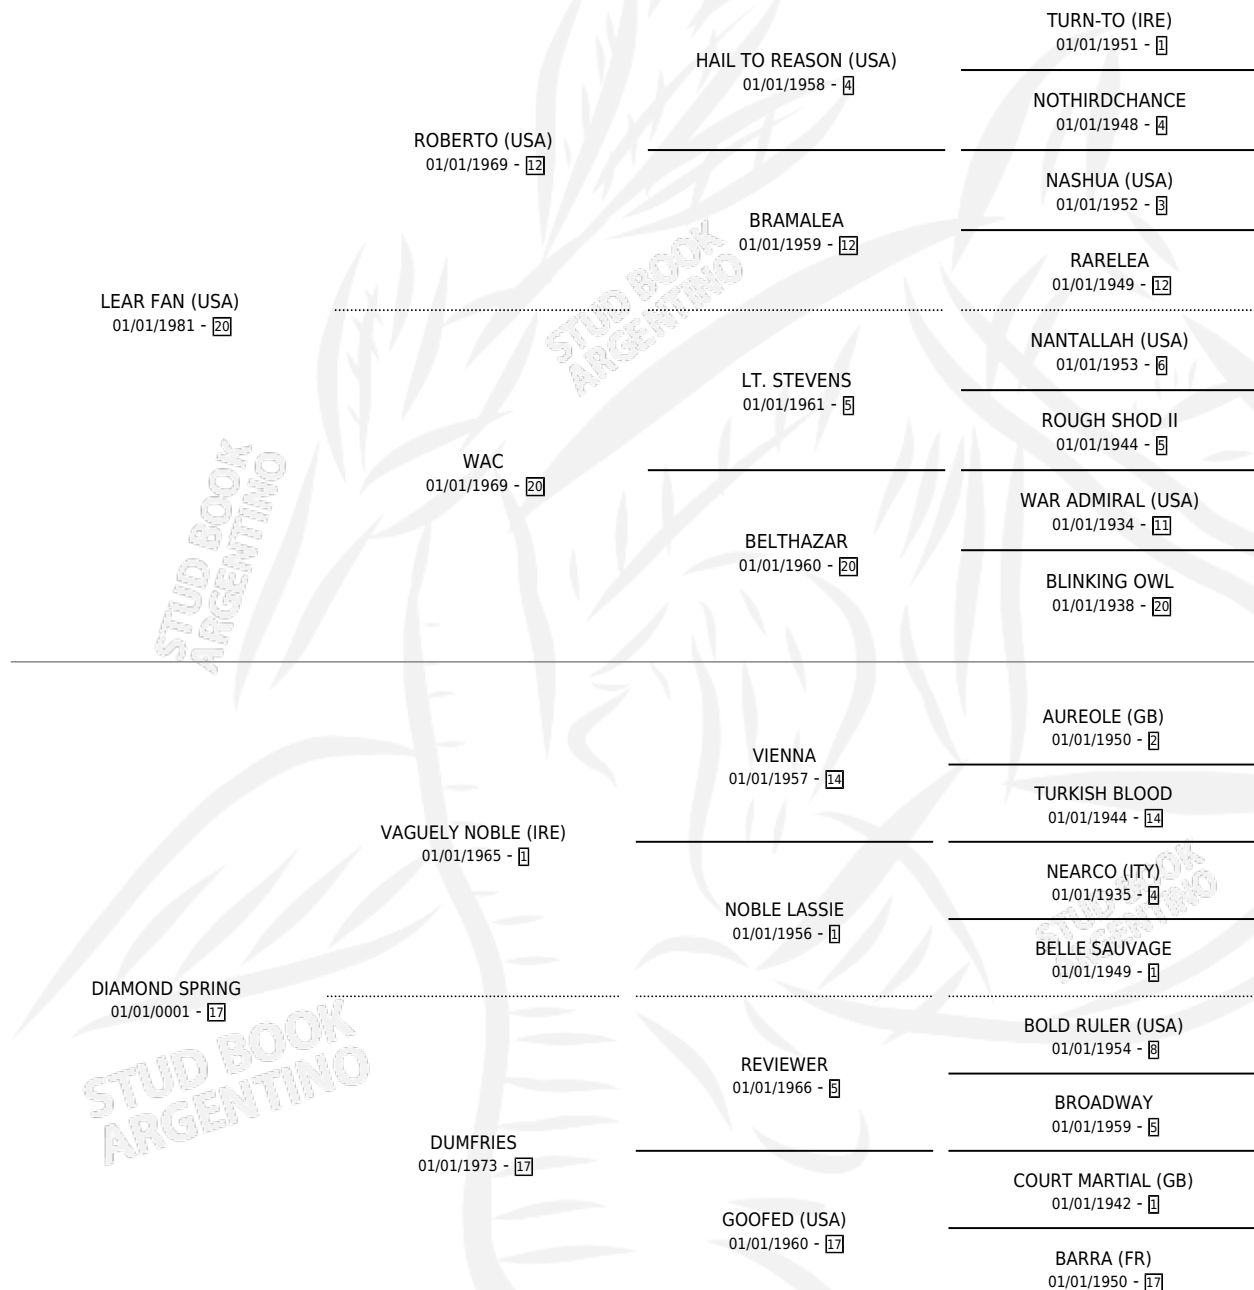 TURN-TO (IRE)
01/01/1951 - 1
HAIL TO REASON (USA)
01/01/1958 - 4
NOTHIRDCHANCE
01/01/1948 - 4
ROBERTO (USA)
01/01/1969 - 12
NASHUA (USA)
01/01/1952 - 3
BRAMALEA
01/01/1959 - 12
RARELEA
01/01/1949 - 12
LEAR FAN (USA)
01/01/1981 - 20
STUD BOOK
ARGENTINO
NANTALLAH (USA)
01/01/1953 - 6
LT. STEVENS
01/01/1961 - 5
ROUGH SHOD II
01/01/1944 - 5
WAC
01/01/1969 - 20
WAR ADMIRAL (USA)
01/01/1934 - 11
BELTHAZAR
01/01/1960 - 20
BLINKING OWL
01/01/1938 - 20
STUD BOOK
ARGENTINO
AUREOLE (GB)
01/01/1950 - 2
VIENNA
01/01/1957 - 14
TURKISH BLOOD
01/01/1944 - 14
VAGUELY NOBLE (IRE)
01/01/1965 - 1
NEARCO (ITY)
01/01/1935 - 4
NOBLE LASSIE
01/01/1956 - 1
BELLE SAUVAGE
01/01/1949 - 1
STUD BOOK
ARGENTINO
DIAMOND SPRING
01/01/0001 - 17
STUD BOOK
ARGENTINO
BOLD RULER (USA)
01/01/1954 - 8
REVIEWER
01/01/1966 - 5
BROADWAY
01/01/1959 - 5
DUMFRIES
01/01/1973 - 17
COURT MARTIAL (GB)
01/01/1942 - 1
GOOFED (USA)
01/01/1960 - 17
BARRA (FR)
01/01/1950 - 17